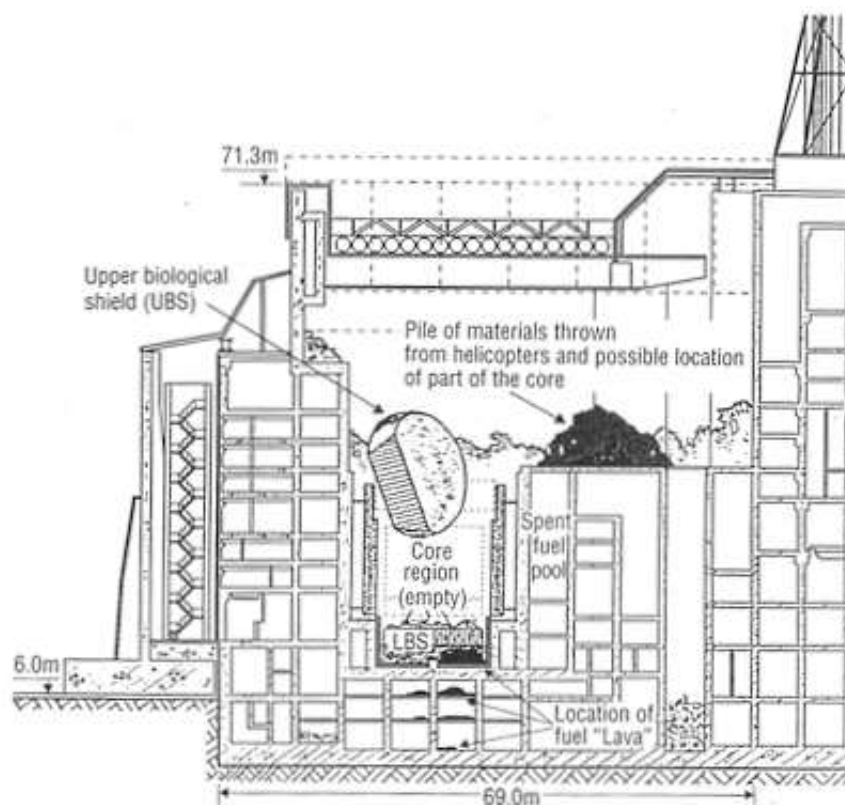 71,3m
Upper biological
shield (UBS)
Pile of materials thrown
from helicopters and possible location
of part of the core
Core
region
(empty)
Spent
fuel
pool
LBS
6.0m
Location of
fuel "Lava"
69.0m